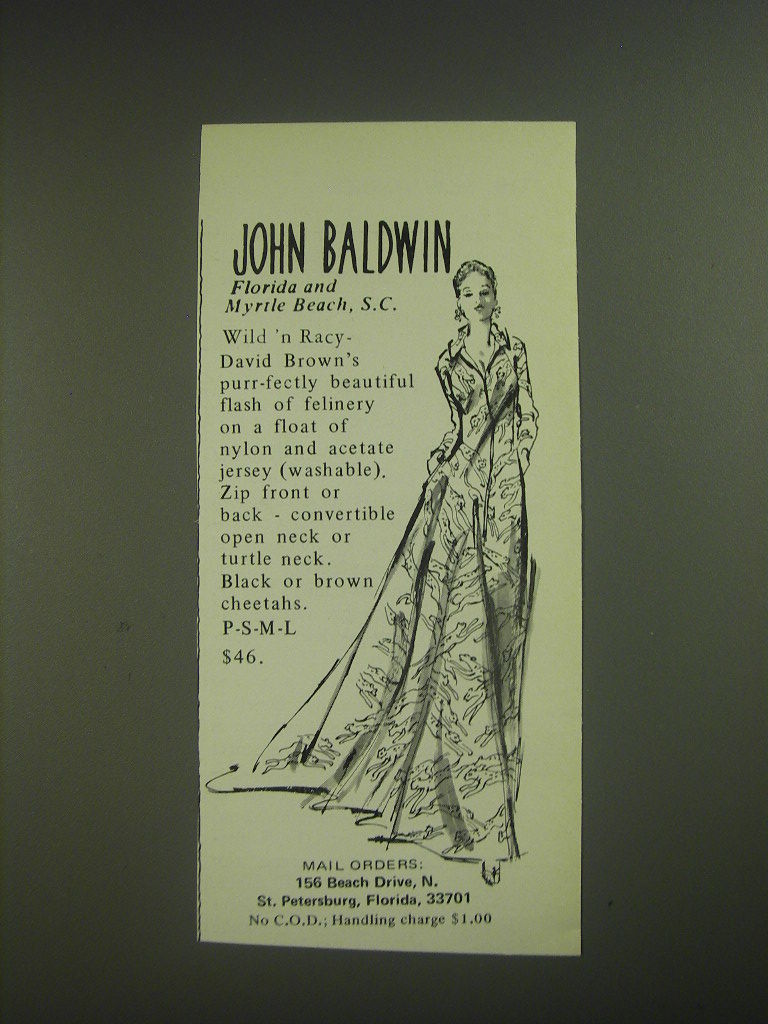 JOHN BALDWIN
Florida and
Myrtle Beach, S.C.
Wild 'n Racy-
David Brown's
purr-fectly beautiful
flash of felinery
on a float of
nylon and acetate
jersey (washable).
Zip front or
back - convertible
open neck or
turtle neck.
Black or brown
cheetahs.
P-S-M-L
$46.
MAIL ORDERS:
156 Beach Drive, N.
St. Petersburg, Florida, 33701
No C.O.D.; Handling charge $1.00